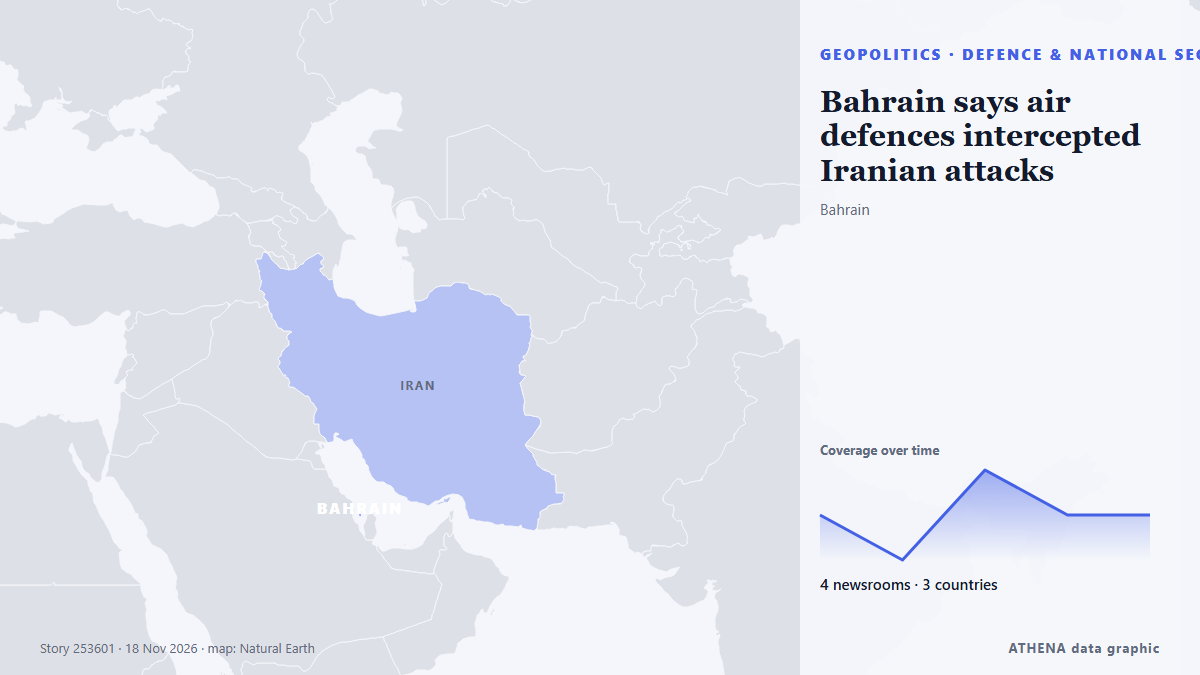 GEOPOLITICS · DEFENCE & NATIONAL
Bahrain says air
defences intercepted
Iranian attacks
Bahrain
IRAN
BAHRAIN
Coverage over time
4 newsrooms · 3 countries
Story 253601 · 18 Nov 2026 · map: Natural Earth
ATHENA data graphic